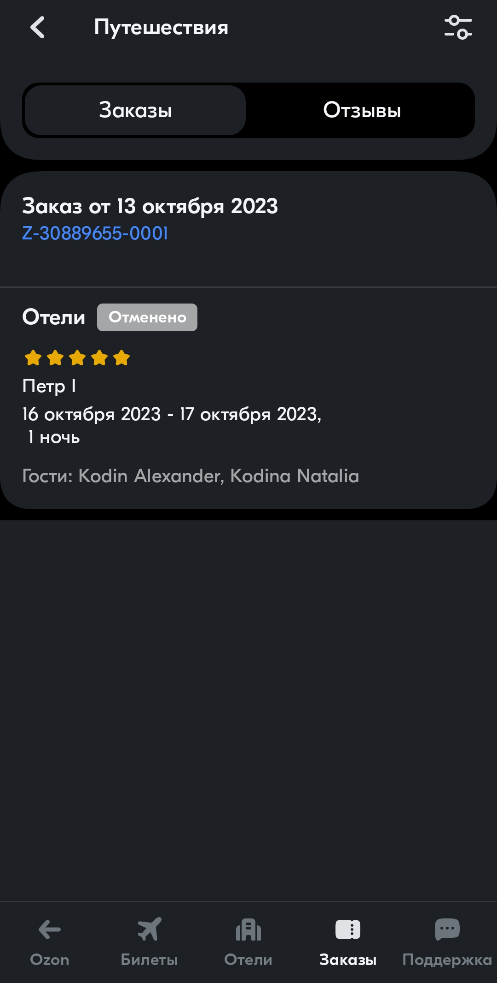 Путешествия
Заказы
Отзывы
Заказ от 13 октября 2023
Z-30889655-0001
Отели Отменено
Петр I
16 октября 2023 - 17 октября 2023,
1 ночь
Гости: Kodin Alexander, Kodina Natalia
Ozon
Билеты
Отели
Заказы
Поддержка